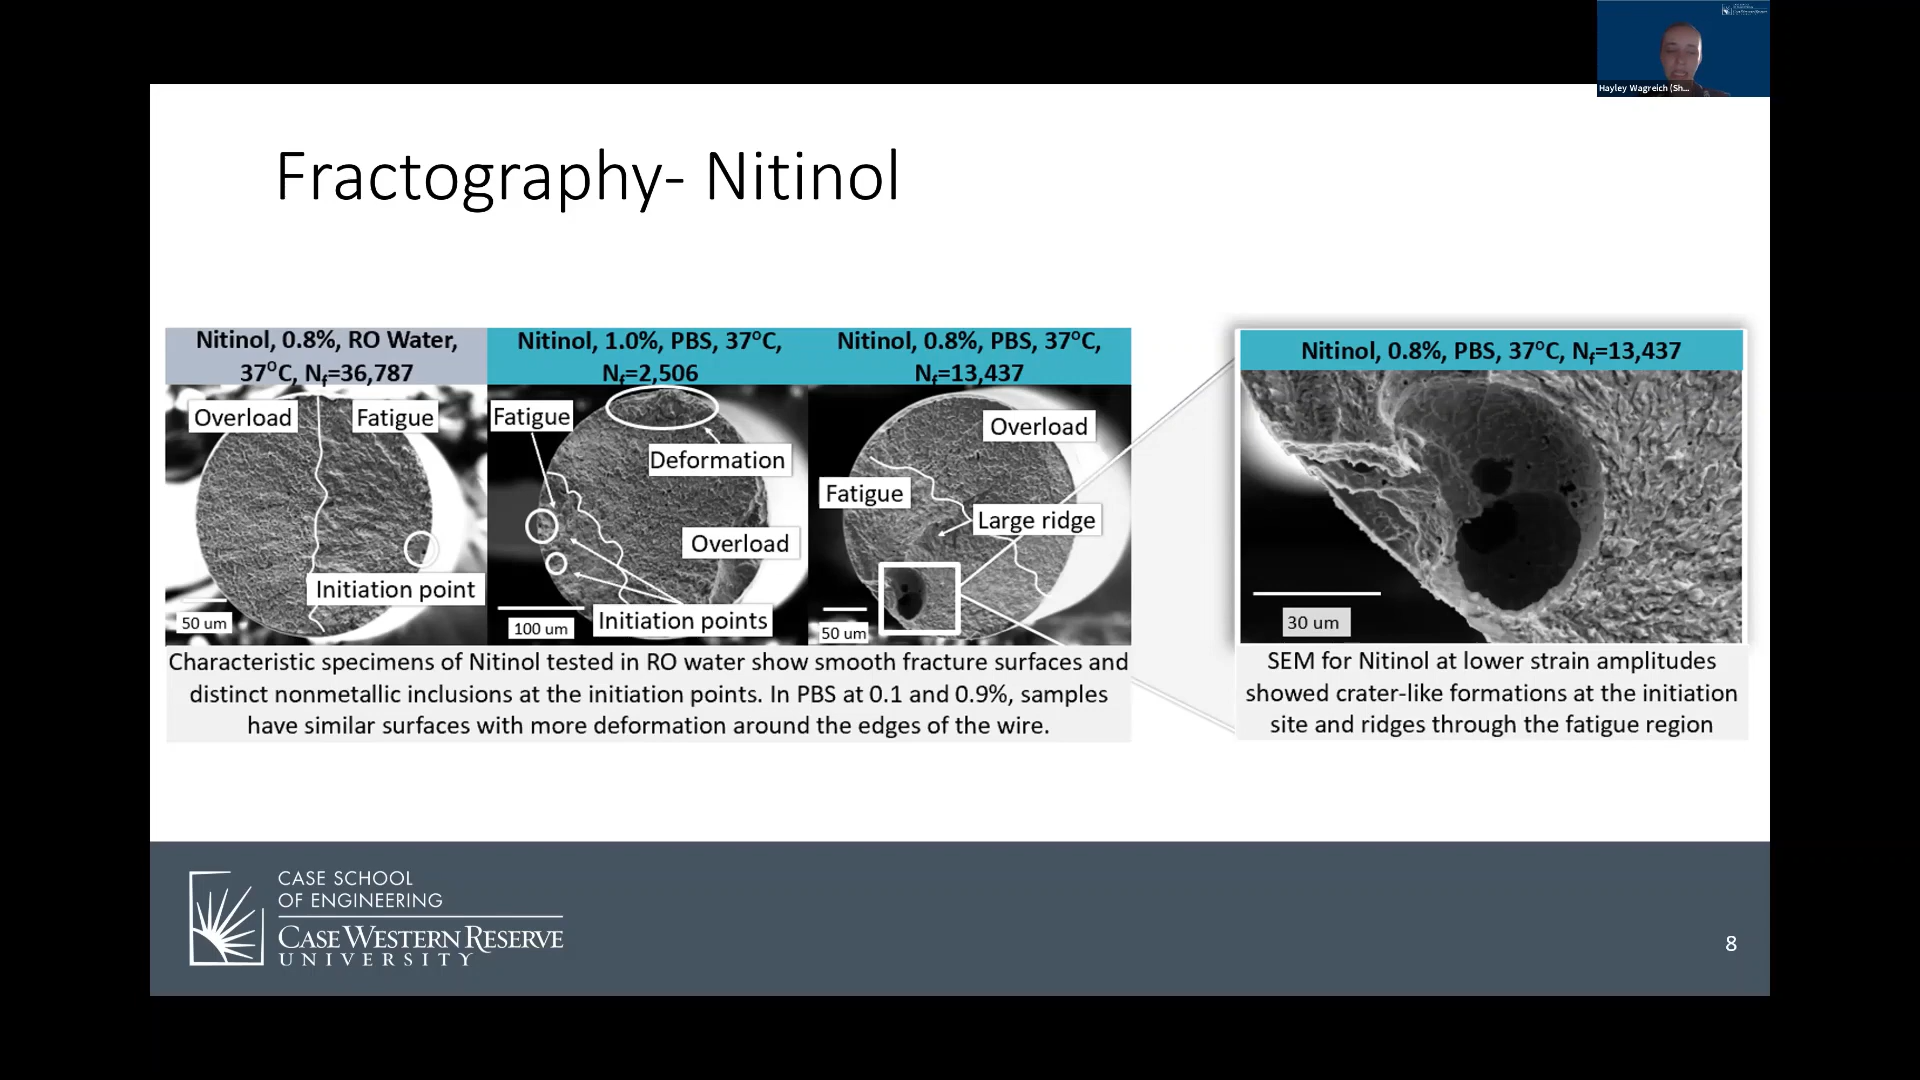 Hayley Wagreich (Sh...
Fractography- Nitinol
Nitinol, 0.8%, RO Water,
37°C, Nf=36,787
Overload
Fatigue
Initiation point
50 um
Nitinol, 1.0%, PBS, 37°C,
Nf=2,506
Fatigue
Deformation
Overload
Initiation points
100 um
Nitinol, 0.8%, PBS, 37°C,
Nf=13,437
Overload
Fatigue
Large ridge
50 um
Characteristic specimens of Nitinol tested in RO water show smooth fracture surfaces and
distinct nonmetallic inclusions at the initiation points. In PBS at 0.1 and 0.9%, samples
have similar surfaces with more deformation around the edges of the wire.
Nitinol, 0.8%, PBS, 37°C, Nf=13,437
30 um
SEM for Nitinol at lower strain amplitudes
showed crater-like formations at the initiation
site and ridges through the fatigue region
CASE SCHOOL
OF ENGINEERING
CASE WESTERN RESERVE
UNIVERSITY
8